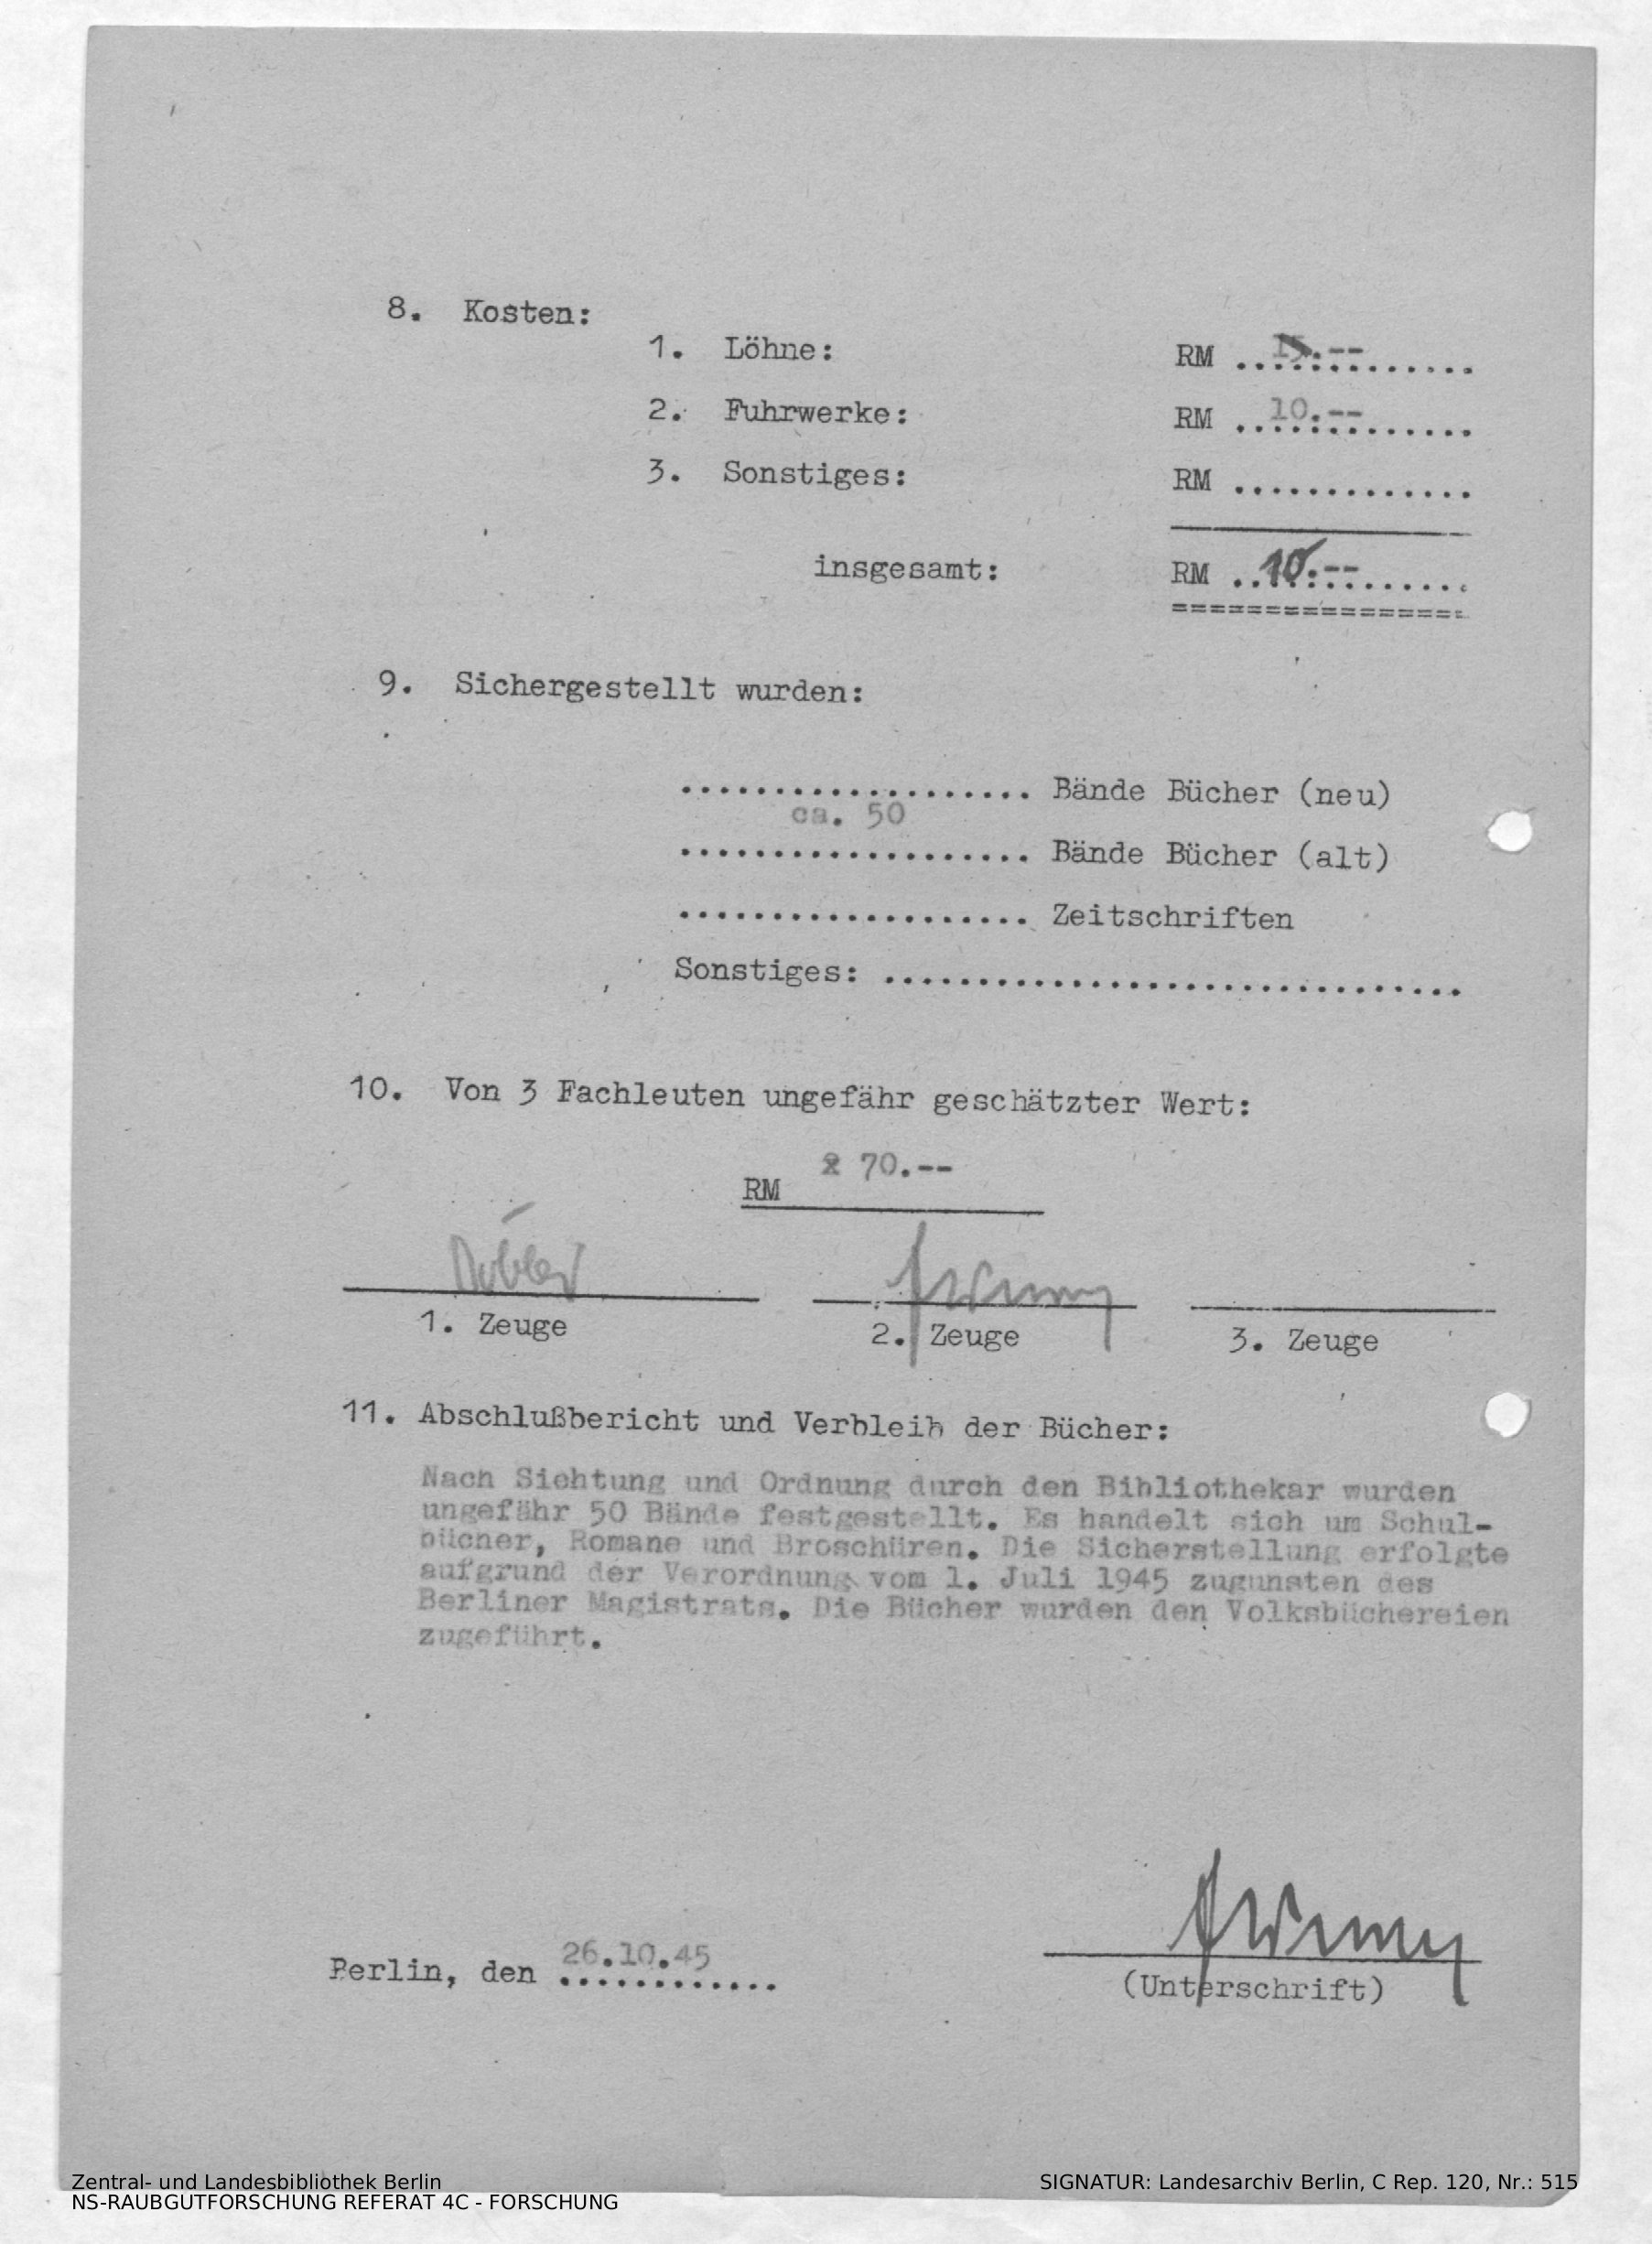 8. Kosten:
1. Löhne: RM .............
2. Fuhrwerke: RM 10.--
3. Sonstiges: RM .............
insgesamt: RM 10.--
================
9. Sichergestellt wurden:
................... Bände Bücher (neu)
ca. 50
................... Bände Bücher (alt)
................... Zeitschriften
Sonstiges: ...............................
10. Von 3 Fachleuten ungefähr geschätzter Wert:
RM 70.--
1. Zeuge 2. Zeuge 3. Zeuge
11. Abschlußbericht und Verbleib der Bücher:
Nach Sichtung und Ordnung durch den Bibliothekar wurden
ungefähr 50 Bände festgestellt. Es handelt sich um Schul-
bücher, Romane und Broschüren. Die Sicherstellung erfolgte
aufgrund der Verordnung vom 1. Juli 1945 zugunsten des
Berliner Magistrats. Die Bücher wurden den Volksbüchereien
zugeführt.
Berlin, den 26.10.45
(Unterschrift)
Zentral- und Landesbibliothek Berlin
NS-RAUBGUTFORSCHUNG REFERAT 4C - FORSCHUNG
SIGNATUR: Landesarchiv Berlin, C Rep. 120, Nr.: 515